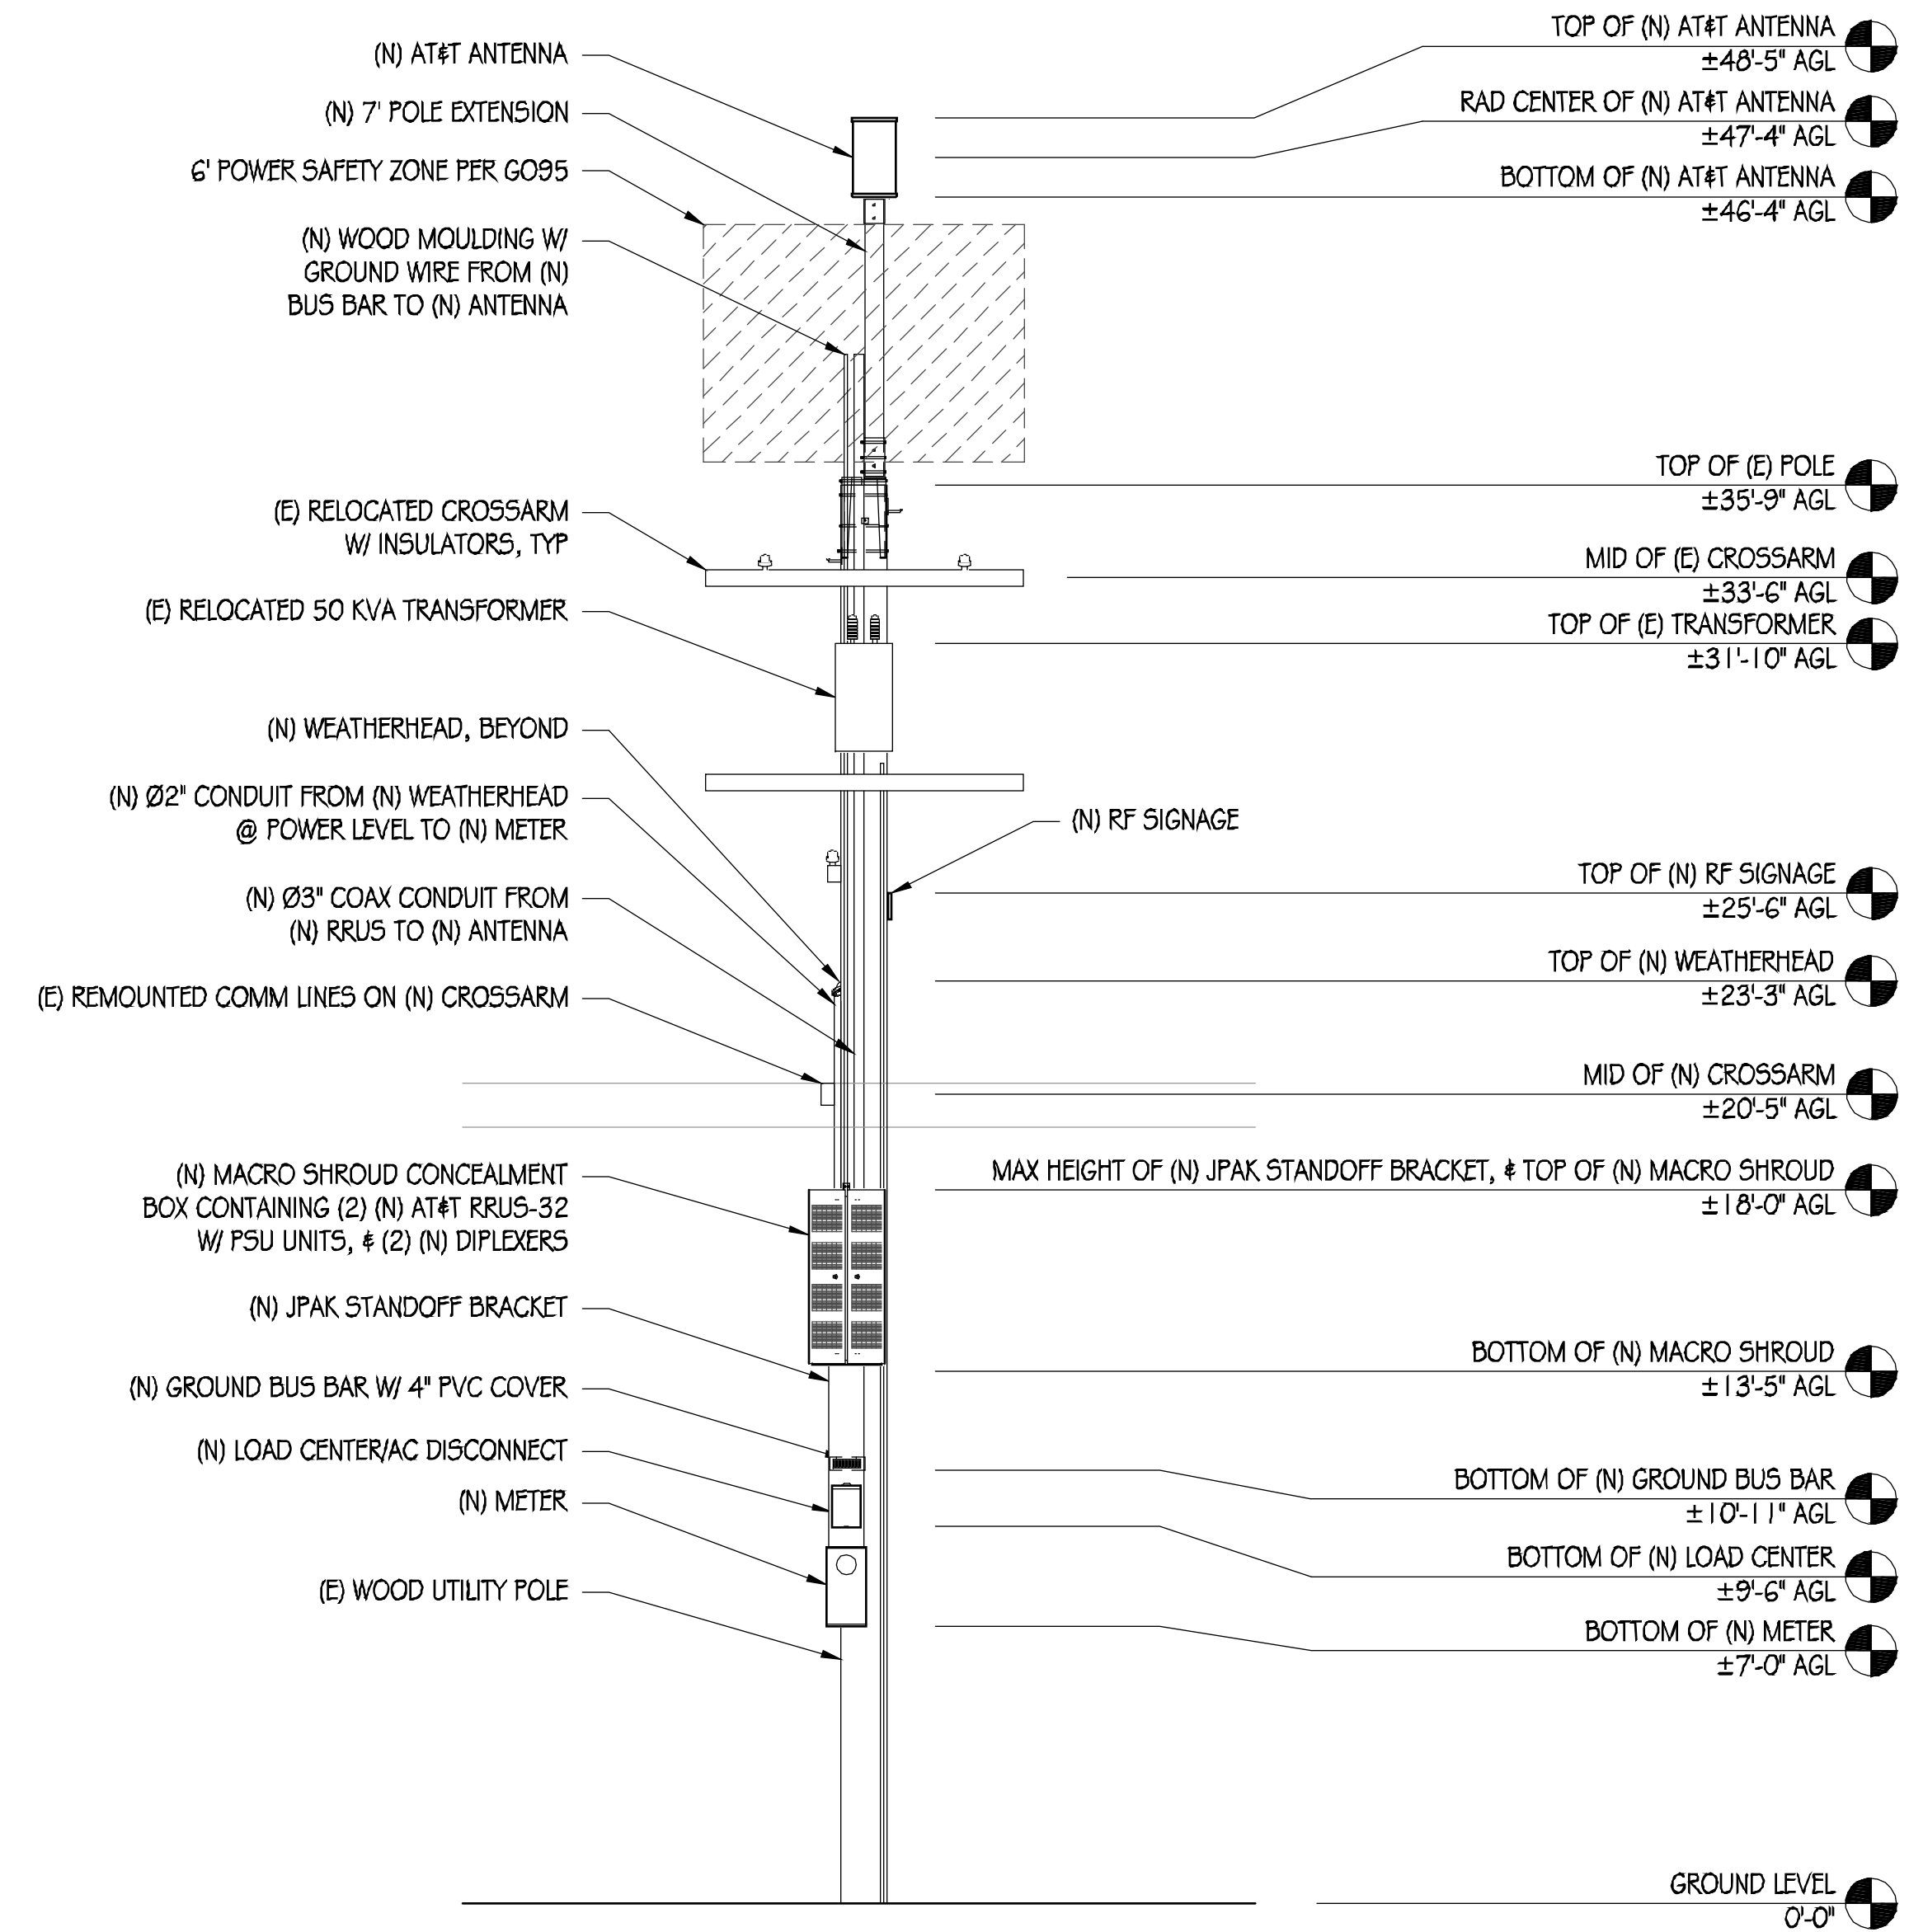 (N) AT&T ANTENNA
(N) 7' POLE EXTENSION
6' POWER SAFETY ZONE PER GO95
(N) WOOD MOULDING W/
GROUND WIRE FROM (N)
BUS BAR TO (N) ANTENNA
(E) RELOCATED CROSSARM
W/ INSULATORS, TYP
(E) RELOCATED 50 KVA TRANSFORMER
(N) WEATHERHEAD, BEYOND
(N) Ø2" CONDUIT FROM (N) WEATHERHEAD
@ POWER LEVEL TO (N) METER
(N) Ø3" COAX CONDUIT FROM
(N) RRUS TO (N) ANTENNA
(E) REMOUNTED COMM LINES ON (N) CROSSARM
(N) MACRO SHROUD CONCEALMENT
BOX CONTAINING (2) (N) AT&T RRUS-32
W/ PSU UNITS, & (2) (N) DIPLEXERS
(N) JPAK STANDOFF BRACKET
(N) GROUND BUS BAR W/ 4" PVC COVER
(N) LOAD CENTER/AC DISCONNECT
(N) METER
(E) WOOD UTILITY POLE
(N) RF SIGNAGE
TOP OF (N) AT&T ANTENNA
±48'-5" AGL
RAD CENTER OF (N) AT&T ANTENNA
±47'-4" AGL
BOTTOM OF (N) AT&T ANTENNA
±46'-4" AGL
TOP OF (E) POLE
±35'-9" AGL
MID OF (E) CROSSARM
±33'-6" AGL
TOP OF (E) TRANSFORMER
±31'-10" AGL
TOP OF (N) RF SIGNAGE
±25'-6" AGL
TOP OF (N) WEATHERHEAD
±23'-3" AGL
MID OF (N) CROSSARM
±20'-5" AGL
MAX HEIGHT OF (N) JPAK STANDOFF BRACKET, & TOP OF (N) MACRO SHROUD
±18'-0" AGL
BOTTOM OF (N) MACRO SHROUD
±13'-5" AGL
BOTTOM OF (N) GROUND BUS BAR
±10'-11" AGL
BOTTOM OF (N) LOAD CENTER
±9'-6" AGL
BOTTOM OF (N) METER
±7'-0" AGL
GROUND LEVEL
0'-0"